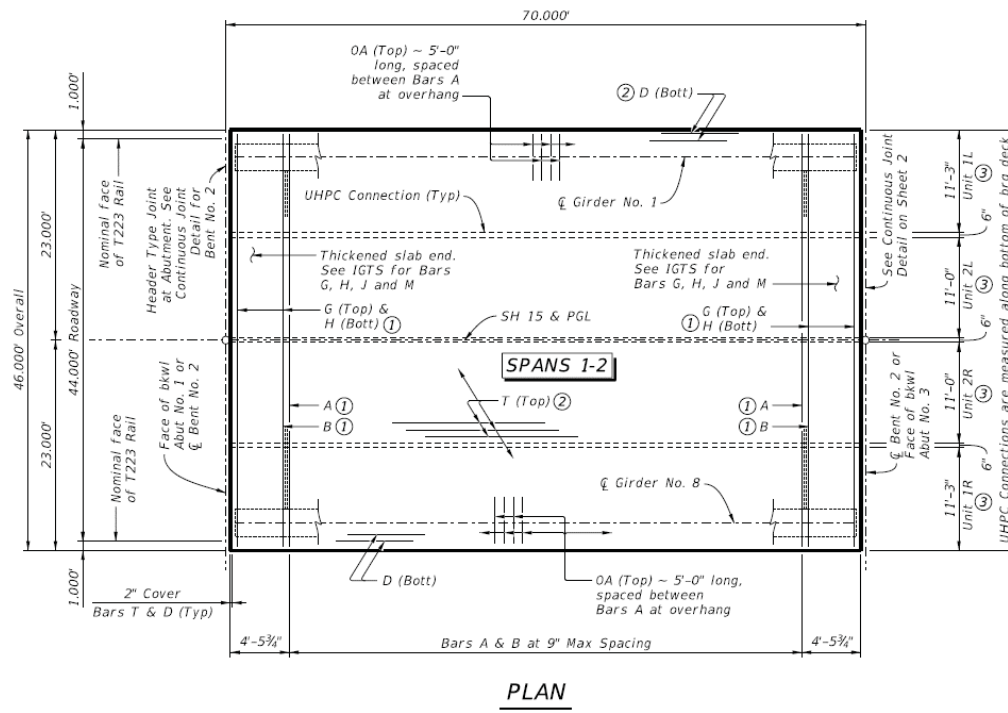 70.000'
OA (Top) ~ 5'-0"
long, spaced
between Bars A
at overhang
② D (Bott)
1.000'
1.000'
46.000' Overall
23.000'
23.000'
44.000' Roadway
Nominal face
of T223 Rail
Header Type Joint
at Abutment. See
Continuous Joint
Detail for
Bent No. 2
UHPC Connection (Typ)
℄ Girder No. 1
See Continuous Joint
Detail on Sheet 2
11'-3"
Unit 1L
③
6"
11'-0"
Unit 2L
③
6"
11'-0"
Unit 2R
③
6"
11'-3"
Unit 1R
③
UHPC Connections are measured along bottom of brg deck
Thickened slab end.
See IGTS for Bars
G, H, J and M
Thickened slab end.
See IGTS for
Bars G, H, J and M
G (Top) &
H (Bott) ①
SH 15 & PGL
① G (Top) &
H (Bott)
SPANS 1-2
A ①
B ①
T (Top) ②
① A
① B
Face of bkwl
Abut No. 1 or
℄ Bent No. 2
Nominal face
of T223 Rail
℄ Bent No. 2 or
Face of bkwl
Abut No. 3
℄ Girder No. 8
D (Bott)
OA (Top) ~ 5'-0" long,
spaced between
Bars A at overhang
2" Cover
Bars T & D (Typ)
4'-5¾"
Bars A & B at 9" Max Spacing
4'-5¾"
PLAN